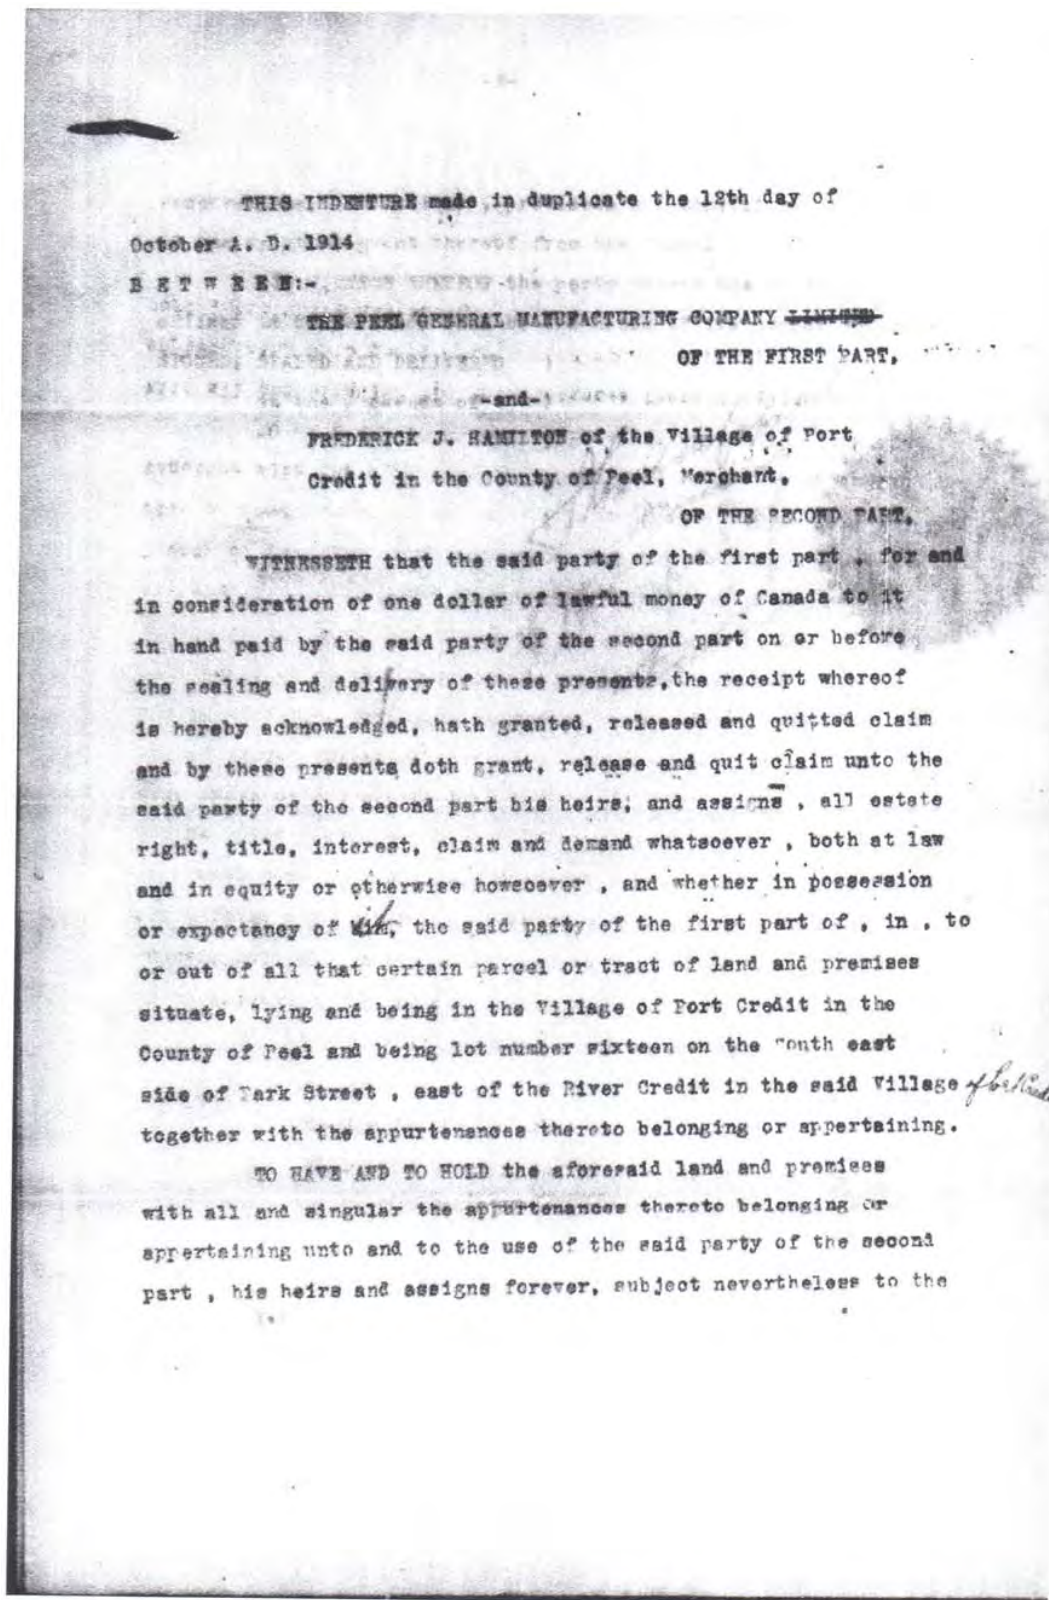 THIS INDENTURE made in duplicate the 12th day of
October A. D. 1914
B E T W E E N:-
THE PEEL GENERAL MANUFACTURING COMPANY LIMITED
OF THE FIRST PART,
-and-
FREDERICK J. HAMILTON of the Village of Port
Credit in the County of Peel, Merchant.
OF THE SECOND PART.
WITNESSETH that the said party of the first part , for and
in consideration of one dollar of lawful money of Canada to it
in hand paid by the said party of the second part on or before
the sealing and delivery of these presents,the receipt whereof
is hereby acknowledged, hath granted, released and quitted claim
and by these presents doth grant, release and quit claim unto the
said party of the second part his heirs, and assigns , all estate
right, title, interest, claim and demand whatsoever , both at law
and in equity or otherwise howsoever , and whether in possession
or expectancy of the said party of the first part of , in , to
or out of all that certain parcel or tract of land and premises
situate, lying and being in the Village of Port Credit in the
County of Peel and being lot number sixteen on the South east
side of Park Street , east of the River Credit in the said Village of
together with the appurtenances thereto belonging or appertaining.
TO HAVE AND TO HOLD the aforesaid land and premises
with all and singular the appurtenances thereto belonging or
appertaining unto and to the use of the said party of the second
part , his heirs and assigns forever, subject nevertheless to the